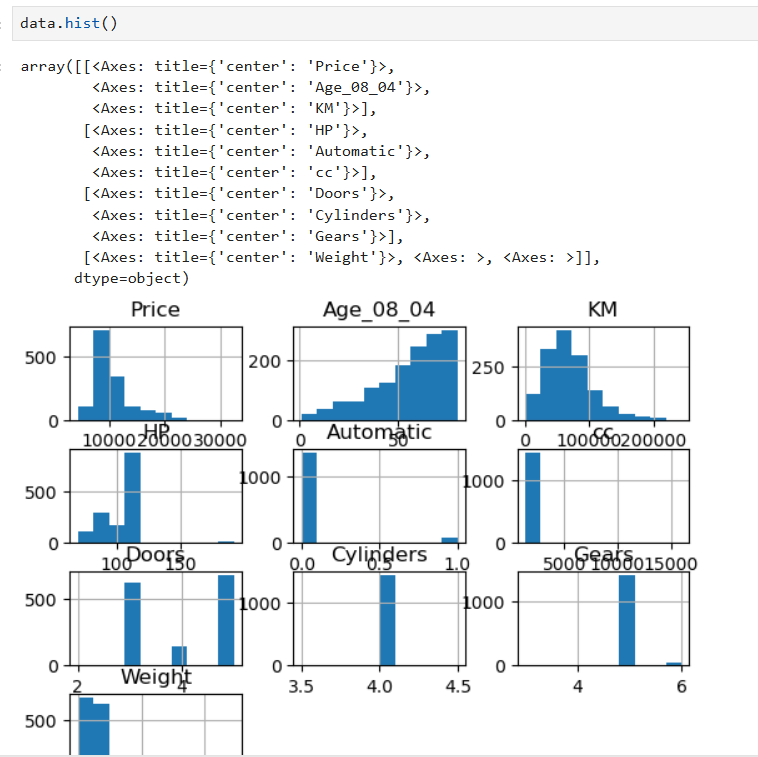 data.hist()
array([[<Axes: title={'center': 'Price'}>,
<Axes: title={'center': 'Age_08_04'}>,
<Axes: title={'center': 'KM'}>],
[<Axes: title={'center': 'HP'}>,
<Axes: title={'center': 'Automatic'}>,
<Axes: title={'center': 'cc'}>],
[<Axes: title={'center': 'Doors'}>,
<Axes: title={'center': 'Cylinders'}>,
<Axes: title={'center': 'Gears'}>],
[<Axes: title={'center': 'Weight'}>, <Axes: >, <Axes: >]],
dtype=object)
Price Age_08_04 KM
500 200 250
0 0 0
10000 20000 30000 0 50 0 100000 200000
HP Automatic cc
500 1000 1000
0 0 0
100 150 0.0 0.5 1.0 5000 10000 15000
Doors Cylinders Gears
500 1000 1000
0 0 0
2 4 3.5 4.0 4.5 4 6
Weight
500